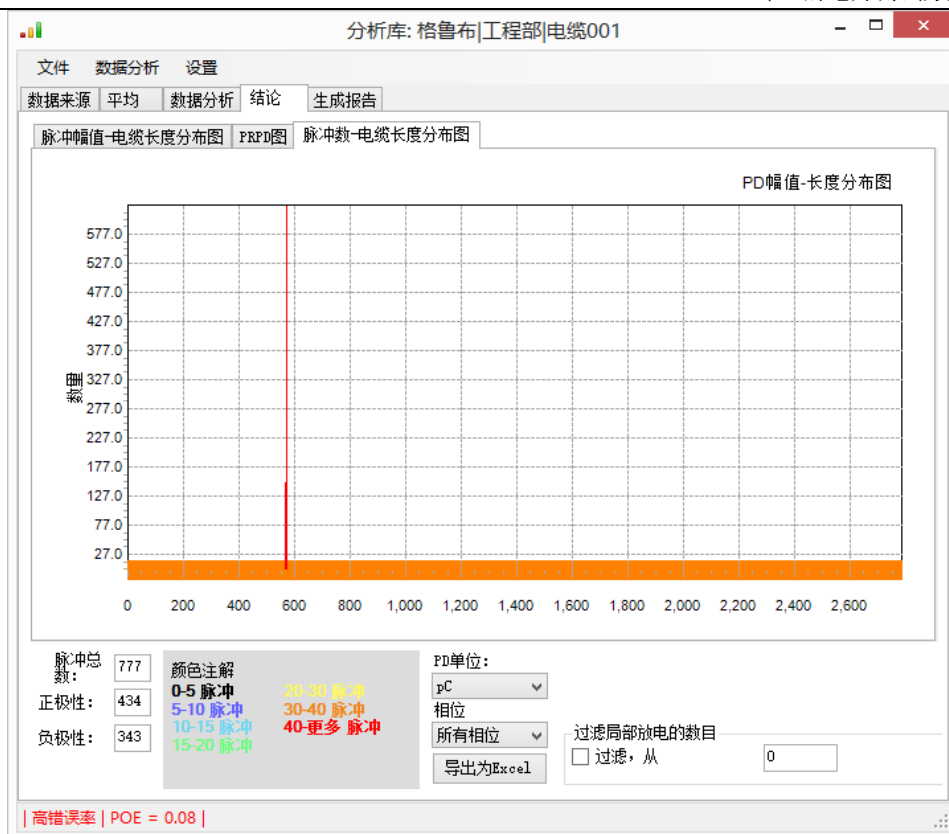 分析库: 格鲁布|工程部|电缆001
文件 数据分析 设置
数据来源 平均 数据分析 结论 生成报告
脉冲幅值-电缆长度分布图 PRPD图 脉冲数-电缆长度分布图
PD幅值-长度分布图
577.0
527.0
477.0
427.0
377.0
327.0
277.0
227.0
177.0
127.0
77.0
27.0
数量
0 200 400 600 800 1,000 1,200 1,400 1,600 1,800 2,000 2,200 2,400 2,600
脉冲总数: 777
正极性: 434
负极性: 343
颜色注解
0-5 脉冲 20-30 脉冲
5-10 脉冲 30-40 脉冲
10-15 脉冲 40-更多 脉冲
15-20 脉冲
PD单位:
pC
相位
所有相位
导出为Excel
过滤局部放电的数目
过滤，从 0
| 高错误率 | POE = 0.08 |